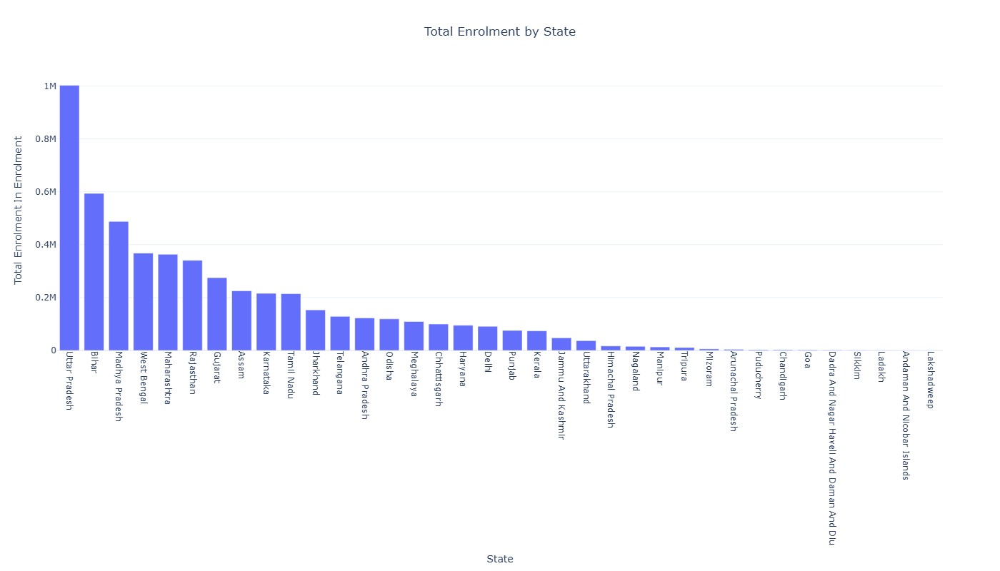 Total Enrolment by State
Total Enrolment In Enrolment
1M
0.8M
0.6M
0.4M
0.2M
0
Uttar Pradesh
Bihar
Madhya Pradesh
West Bengal
Maharashtra
Rajasthan
Gujarat
Assam
Karnataka
Tamil Nadu
Jharkhand
Telangana
Andhra Pradesh
Odisha
Meghalaya
Chhattisgarh
Haryana
Delhi
Punjab
Kerala
Jammu And Kashmir
Uttarakhand
Himachal Pradesh
Nagaland
Manipur
Tripura
Mizoram
Arunachal Pradesh
Puducherry
Chandigarh
Goa
Dadra And Nagar Haveli And Daman And Diu
Sikkim
Ladakh
Andaman And Nicobar Islands
Lakshadweep
State